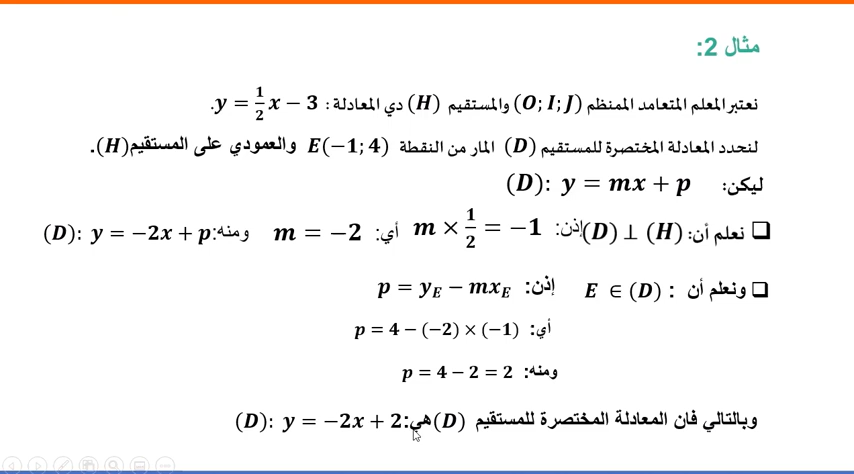 مثال 2:
نعتبر المعلم المتعامد الممنظم (O; I; J) والمستقيم (H) دي المعادلة : y = 1/2 x − 3.
لنحدد المعادلة المختصرة للمستقيم (D) المار من النقطة E(−1; 4) والعمودي على المستقيم(H).
ليكن: (D): y = mx + p
❑ نعلم أن: (D) ⊥ (H) إذن: m × 1/2 = −1 أي: m = −2 ومنه: (D): y = −2x + p
❑ ونعلم أن : E ∈ (D) إذن: p = y_E − mx_E
أي: p = 4 − (−2) × (−1)
ومنه: p = 4 − 2 = 2
وبالتالي فان المعادلة المختصرة للمستقيم (D) هي: (D): y = −2x + 2